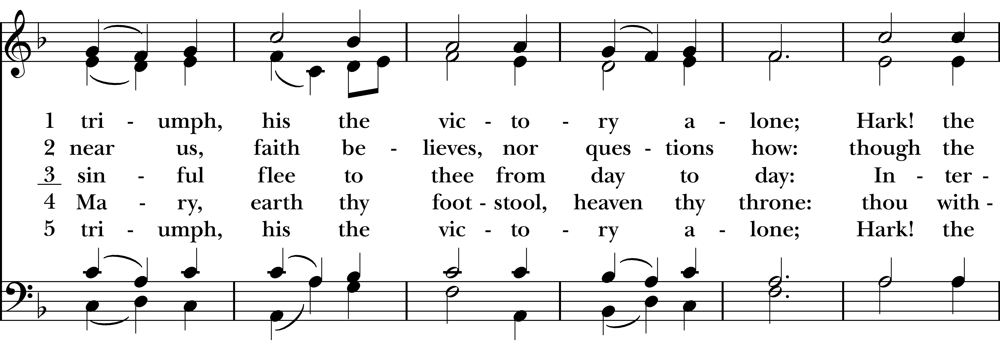 1 tri - umph, his the vic - to - ry a - lone; Hark! the
2 near us, faith be - lieves, nor ques - tions how: though the
3 sin - ful flee to thee from day to day: In - ter -
4 Ma - ry, earth thy foot - stool, heaven thy throne: thou with -
5 tri - umph, his the vic - to - ry a - lone; Hark! the